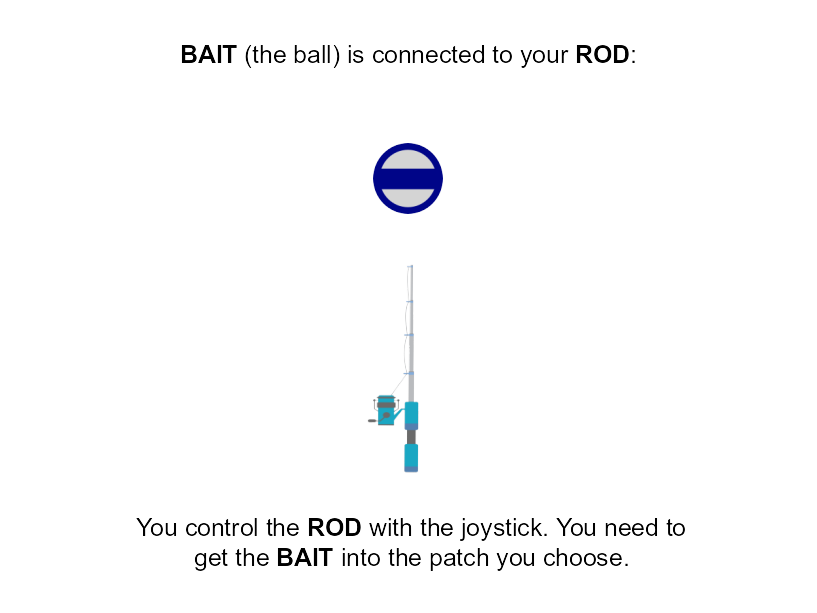 BAIT (the ball) is connected to your ROD:
You control the ROD with the joystick. You need to
get the BAIT into the patch you choose.